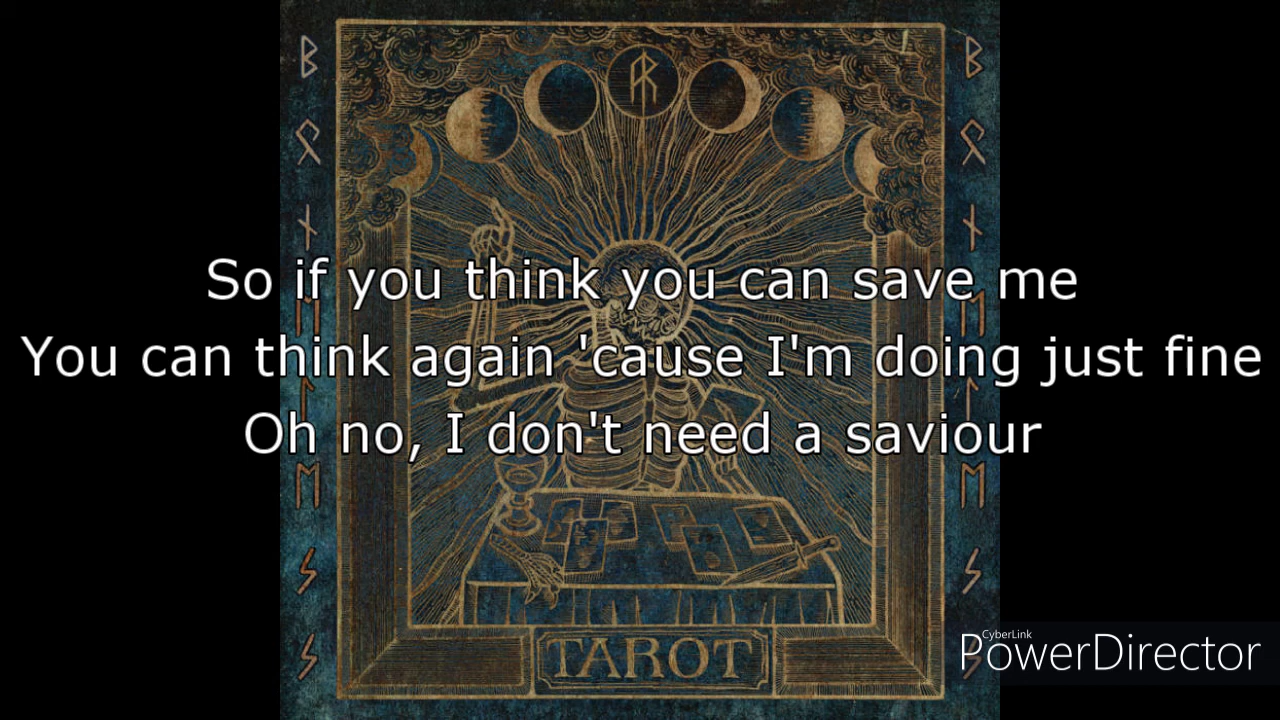 So if you think you can save me
You can think again 'cause I'm doing just fine
Oh no, I don't need a saviour
TAROT
CyberLink
PowerDirector